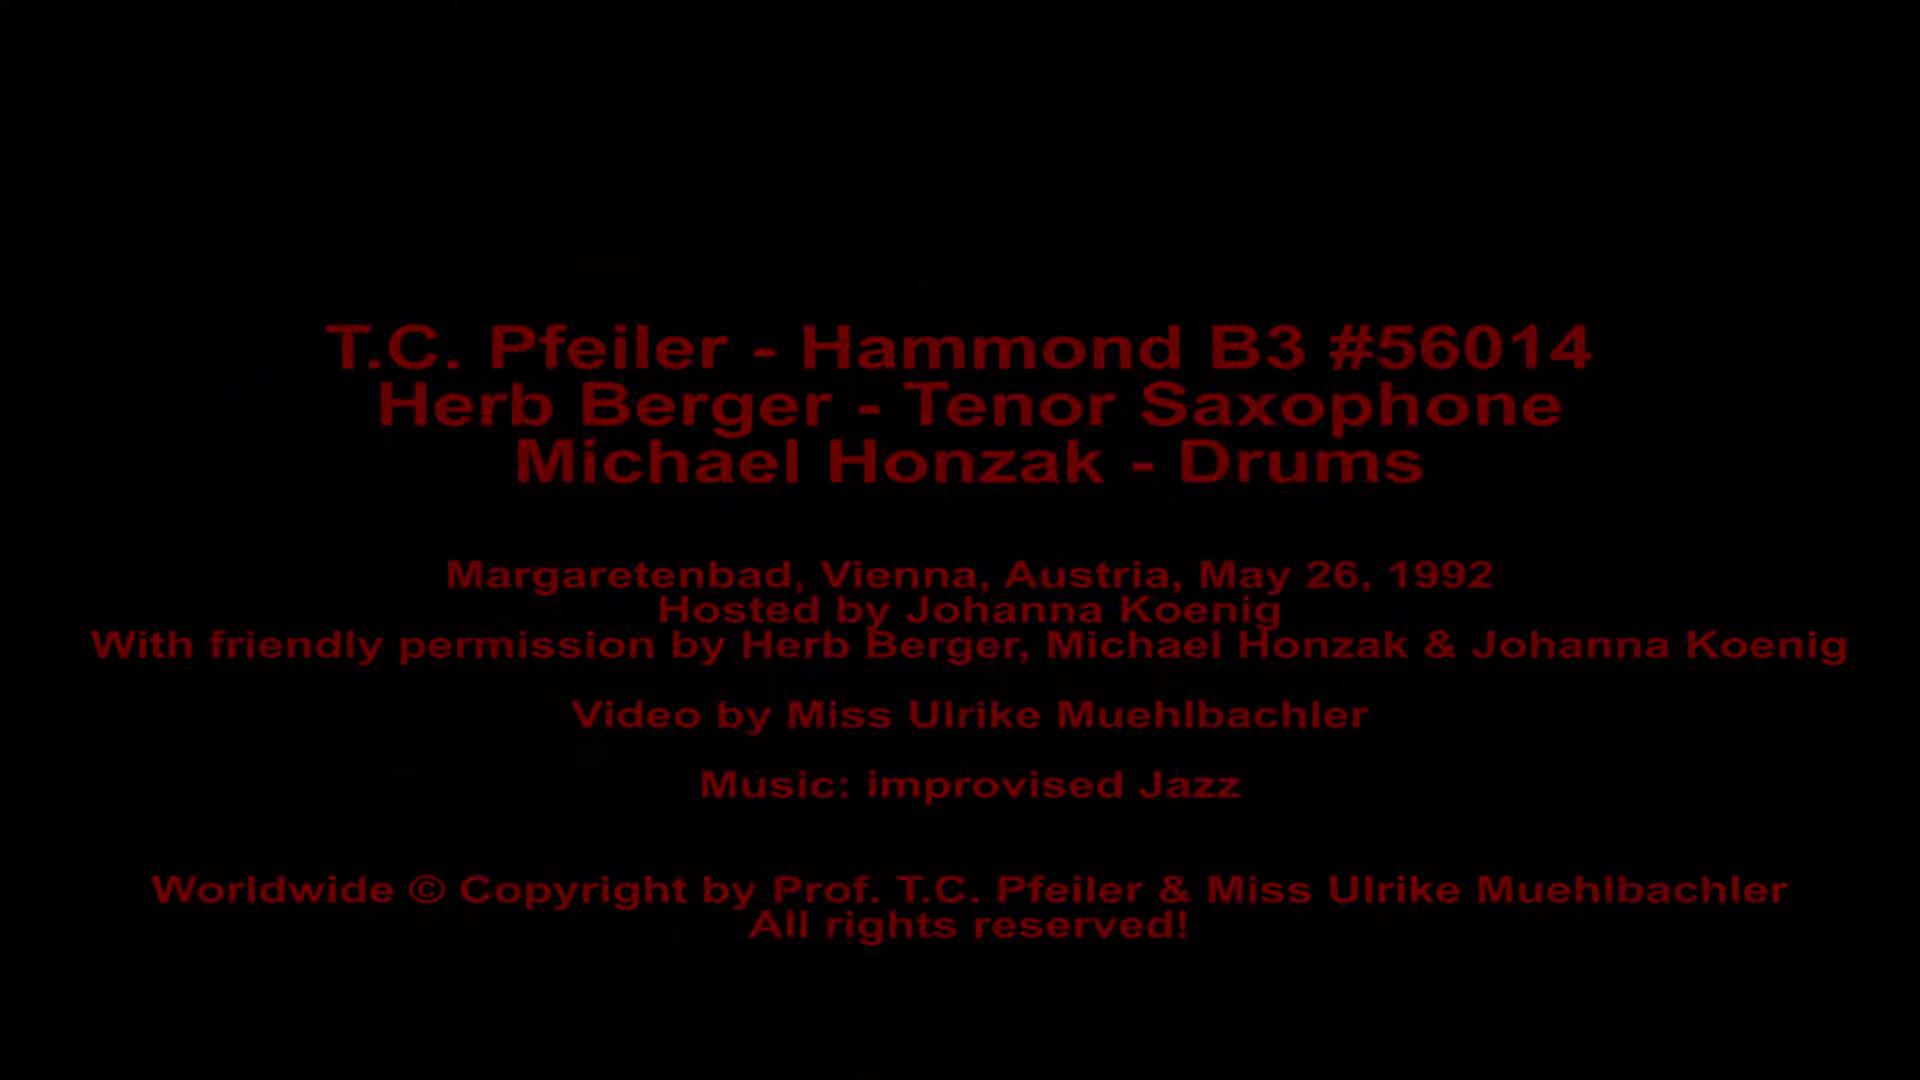 T.C. Pfeiler - Hammond B3 #56014
Herb Berger - Tenor Saxophone
Michael Honzak - Drums
Margaretenbad, Vienna, Austria, May 26, 1992
Hosted by Johanna Koenig
With friendly permission by Herb Berger, Michael Honzak & Johanna Koenig
Video by Miss Ulrike Muehlbachler
Music: improvised Jazz
Worldwide © Copyright by Prof. T.C. Pfeiler & Miss Ulrike Muehlbachler
All rights reserved!